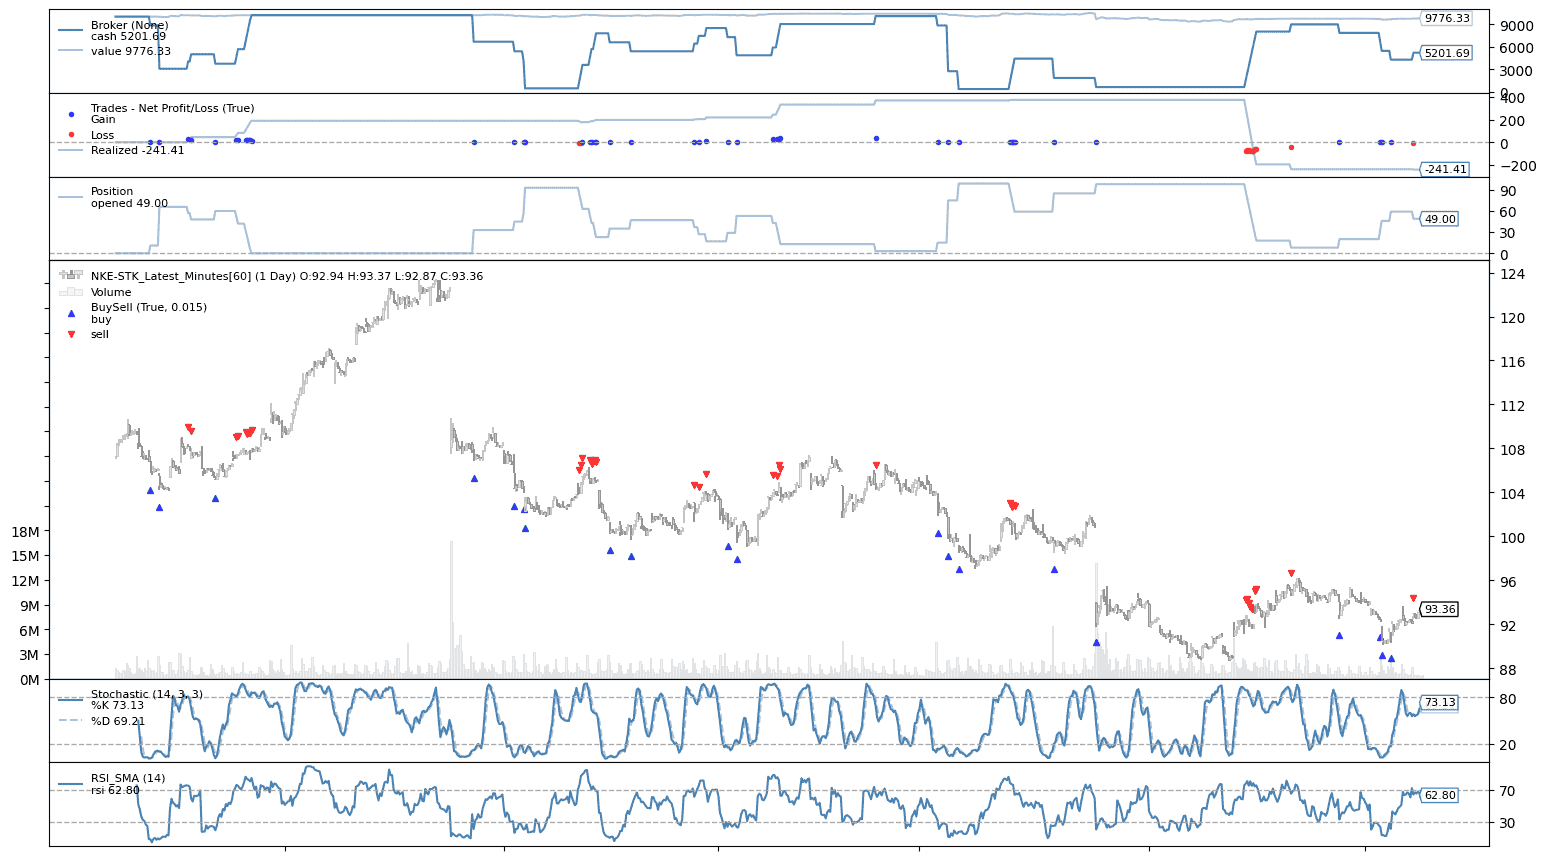 Broker (None)
cash 5201.69
value 9776.33
9776.33
5201.69
9000
6000
3000
0
Trades - Net Profit/Loss (True)
Gain
Loss
Realized -241.41
400
200
0
−200
-241.41
Position
opened 49.00
90
60
30
0
49.00
NKE-STK_Latest_Minutes[60] (1 Day) O:92.94 H:93.37 L:92.87 C:93.36
Volume
BuySell (True, 0.015)
buy
sell
124
120
116
112
108
104
100
96
92
88
93.36
18M
15M
12M
9M
6M
3M
0M
Stochastic (14, 3, 3)
%K 73.13
%D 69.21
80
20
73.13
RSI_SMA (14)
rsi 62.80
70
30
62.80